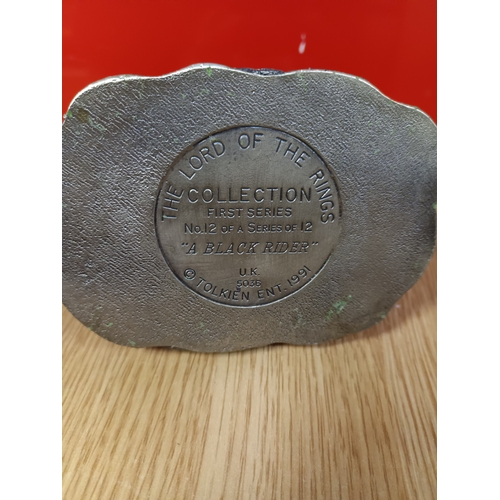 THE LORD OF THE RINGS
COLLECTION
FIRST SERIES
No.12 OF A SERIES OF 12
"A BLACK RIDER"
U.K.
5036
© TOLKIEN ENT. 1991